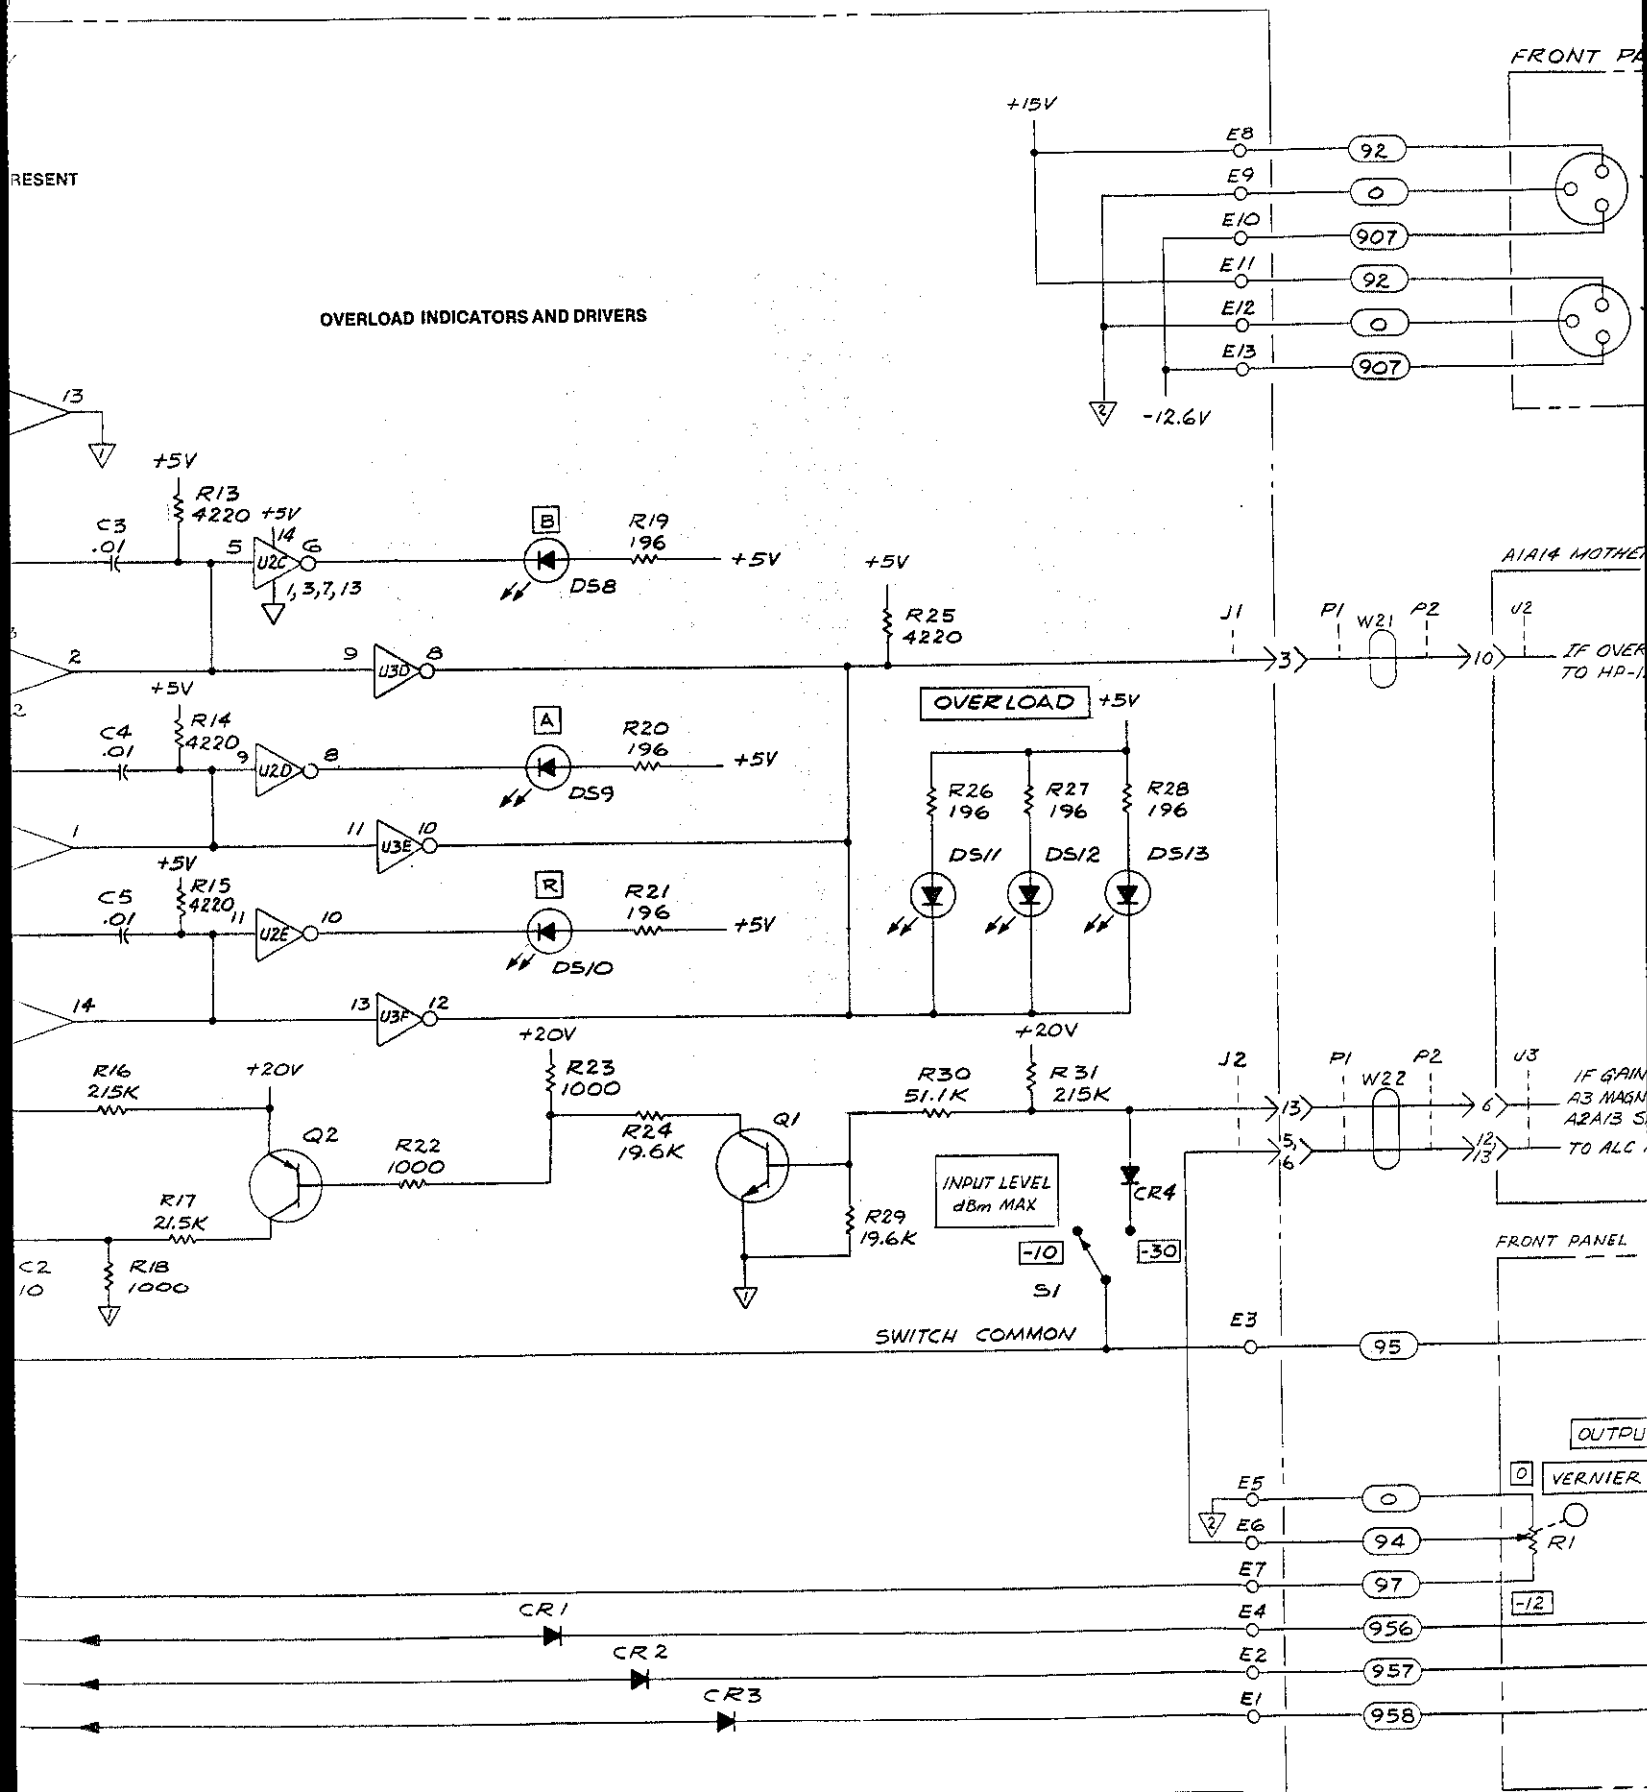 FRONT PA
+15V
E8
92
E9
0
E10
907
E11
92
E12
0
E13
907
2
-12.6V
RESENT
OVERLOAD INDICATORS AND DRIVERS
13
1
+5V
R13
4220
+5V
14
C3
.01
5
U2C
6
1, 3, 7, 13
B
DS8
R19
196
+5V
+5V
R25
4220
A1A14 MOTHE
J1
P1
W21
P2
J2
3
10
IF OVER
TO HP-1
2
9
U3D
8
+5V
R14
4220
C4
.01
9
U2D
8
A
DS9
R20
196
+5V
OVERLOAD
+5V
R26
196
R27
196
R28
196
DS11
DS12
DS13
1
11
U3E
10
+5V
R15
4220
C5
.01
11
U2E
10
R
DS10
R21
196
+5V
14
13
U3F
12
+20V
R23
1000
+20V
R31
215K
R30
51.1K
R16
215K
+20V
Q2
R22
1000
R24
19.6K
Q1
J2
P1
W22
P2
J3
13
6
5,
6
12
13
IF GAIN
A3 MAGN
A2A13 S
TO ALC
INPUT LEVEL
dBm MAX
CR4
R17
21.5K
R29
19.6K
-10
-30
S1
C2
10
R18
1000
1
1
FRONT PANEL
SWITCH COMMON
E3
95
OUTPU
0
VERNIER
E5
0
2
E6
94
R1
E7
97
-12
CR1
E4
956
CR2
E2
957
CR3
E1
958